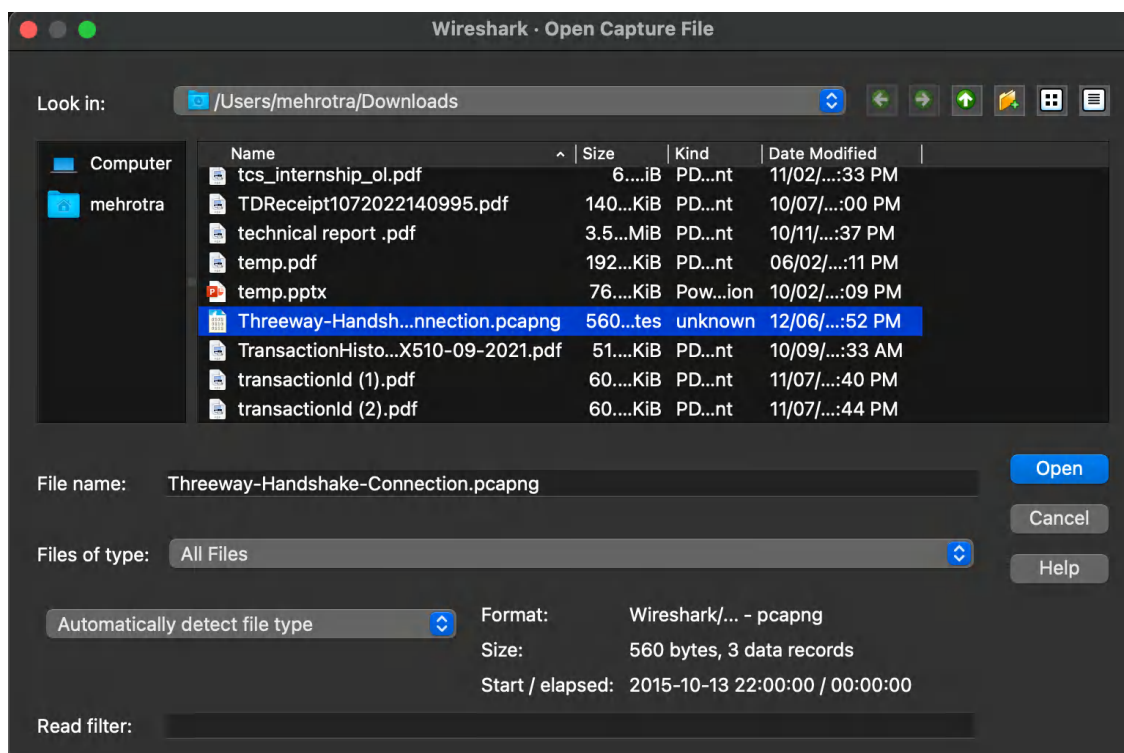 Wireshark · Open Capture File
Look in: /Users/mehrotra/Downloads
Computer
mehrotra
Name Size Kind Date Modified
tcs_internship_ol.pdf 6....iB PD...nt 11/02/...:33 PM
TDReceipt1072022140995.pdf 140...KiB PD...nt 10/07/...:00 PM
technical report .pdf 3.5...MiB PD...nt 10/11/...:37 PM
temp.pdf 192...KiB PD...nt 06/02/...:11 PM
temp.pptx 76....KiB Pow...ion 10/02/...:09 PM
Threeway-Handsh...nnection.pcapng 560...tes unknown 12/06/...:52 PM
TransactionHisto...X510-09-2021.pdf 51....KiB PD...nt 10/09/...:33 AM
transactionId (1).pdf 60....KiB PD...nt 11/07/...:40 PM
transactionId (2).pdf 60....KiB PD...nt 11/07/...:44 PM
File name: Threeway-Handshake-Connection.pcapng
Open
Cancel
Files of type: All Files
Help
Automatically detect file type
Format: Wireshark/... - pcapng
Size: 560 bytes, 3 data records
Start / elapsed: 2015-10-13 22:00:00 / 00:00:00
Read filter: